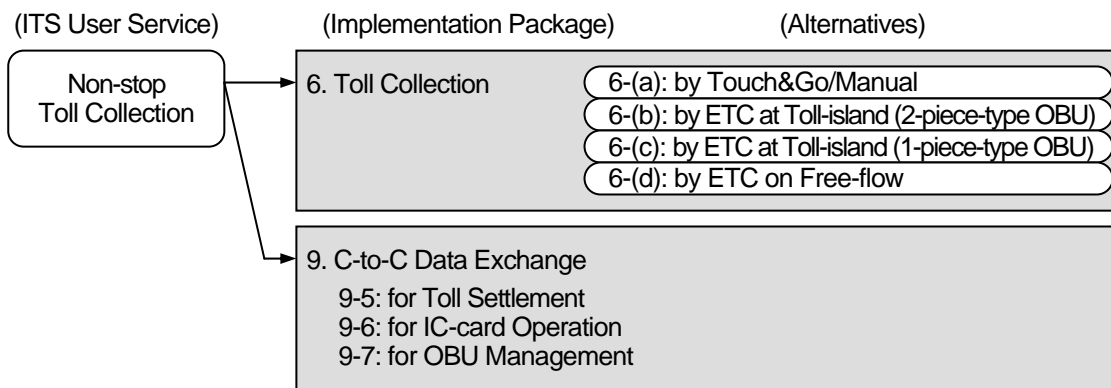 (ITS User Service) (Implementation Package) (Alternatives)
Non-stop
Toll Collection
6. Toll Collection
6-(a): by Touch&Go/Manual
6-(b): by ETC at Toll-island (2-piece-type OBU)
6-(c): by ETC at Toll-island (1-piece-type OBU)
6-(d): by ETC on Free-flow
9. C-to-C Data Exchange
9-5: for Toll Settlement
9-6: for IC-card Operation
9-7: for OBU Management